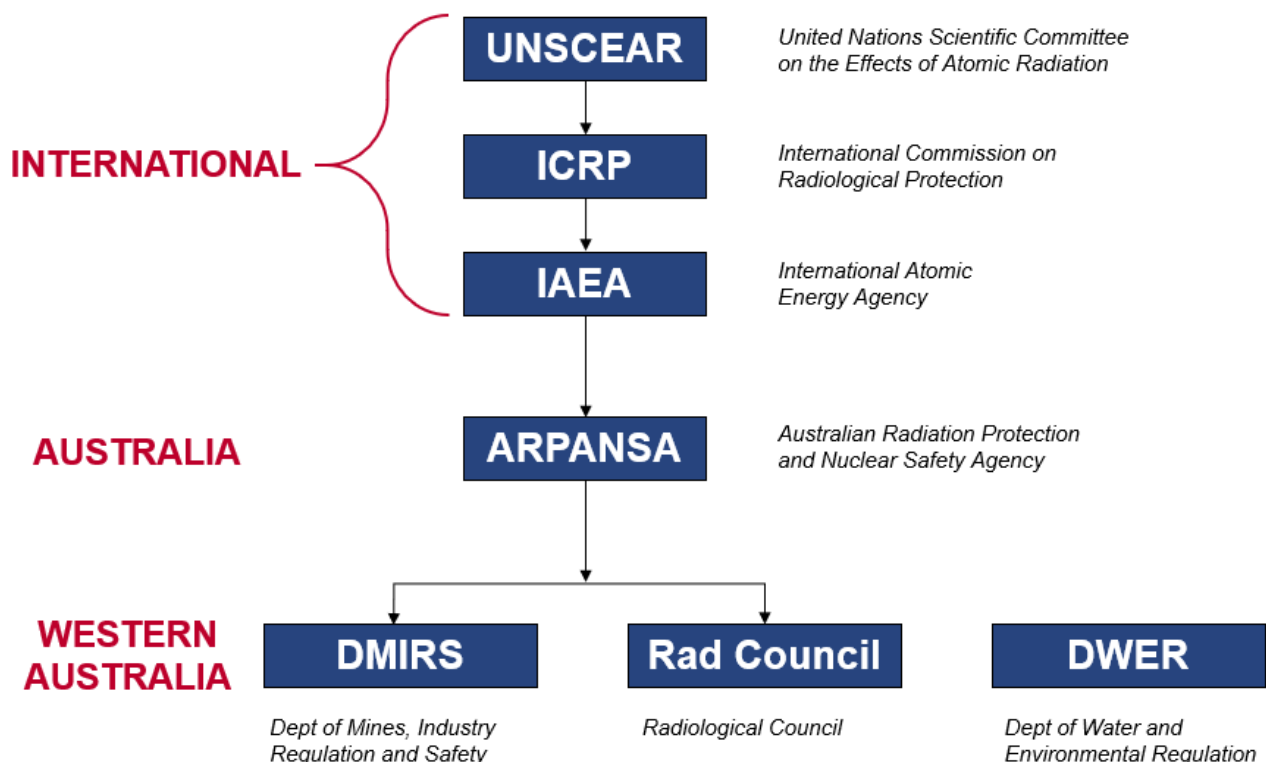 UNSCEAR
United Nations Scientific Committee
on the Effects of Atomic Radiation
INTERNATIONAL
ICRP
International Commission on
Radiological Protection
IAEA
International Atomic
Energy Agency
AUSTRALIA
ARPANSA
Australian Radiation Protection
and Nuclear Safety Agency
WESTERN
AUSTRALIA
DMIRS
Rad Council
DWER
Dept of Mines, Industry
Regulation and Safety
Radiological Council
Dept of Water and
Environmental Regulation